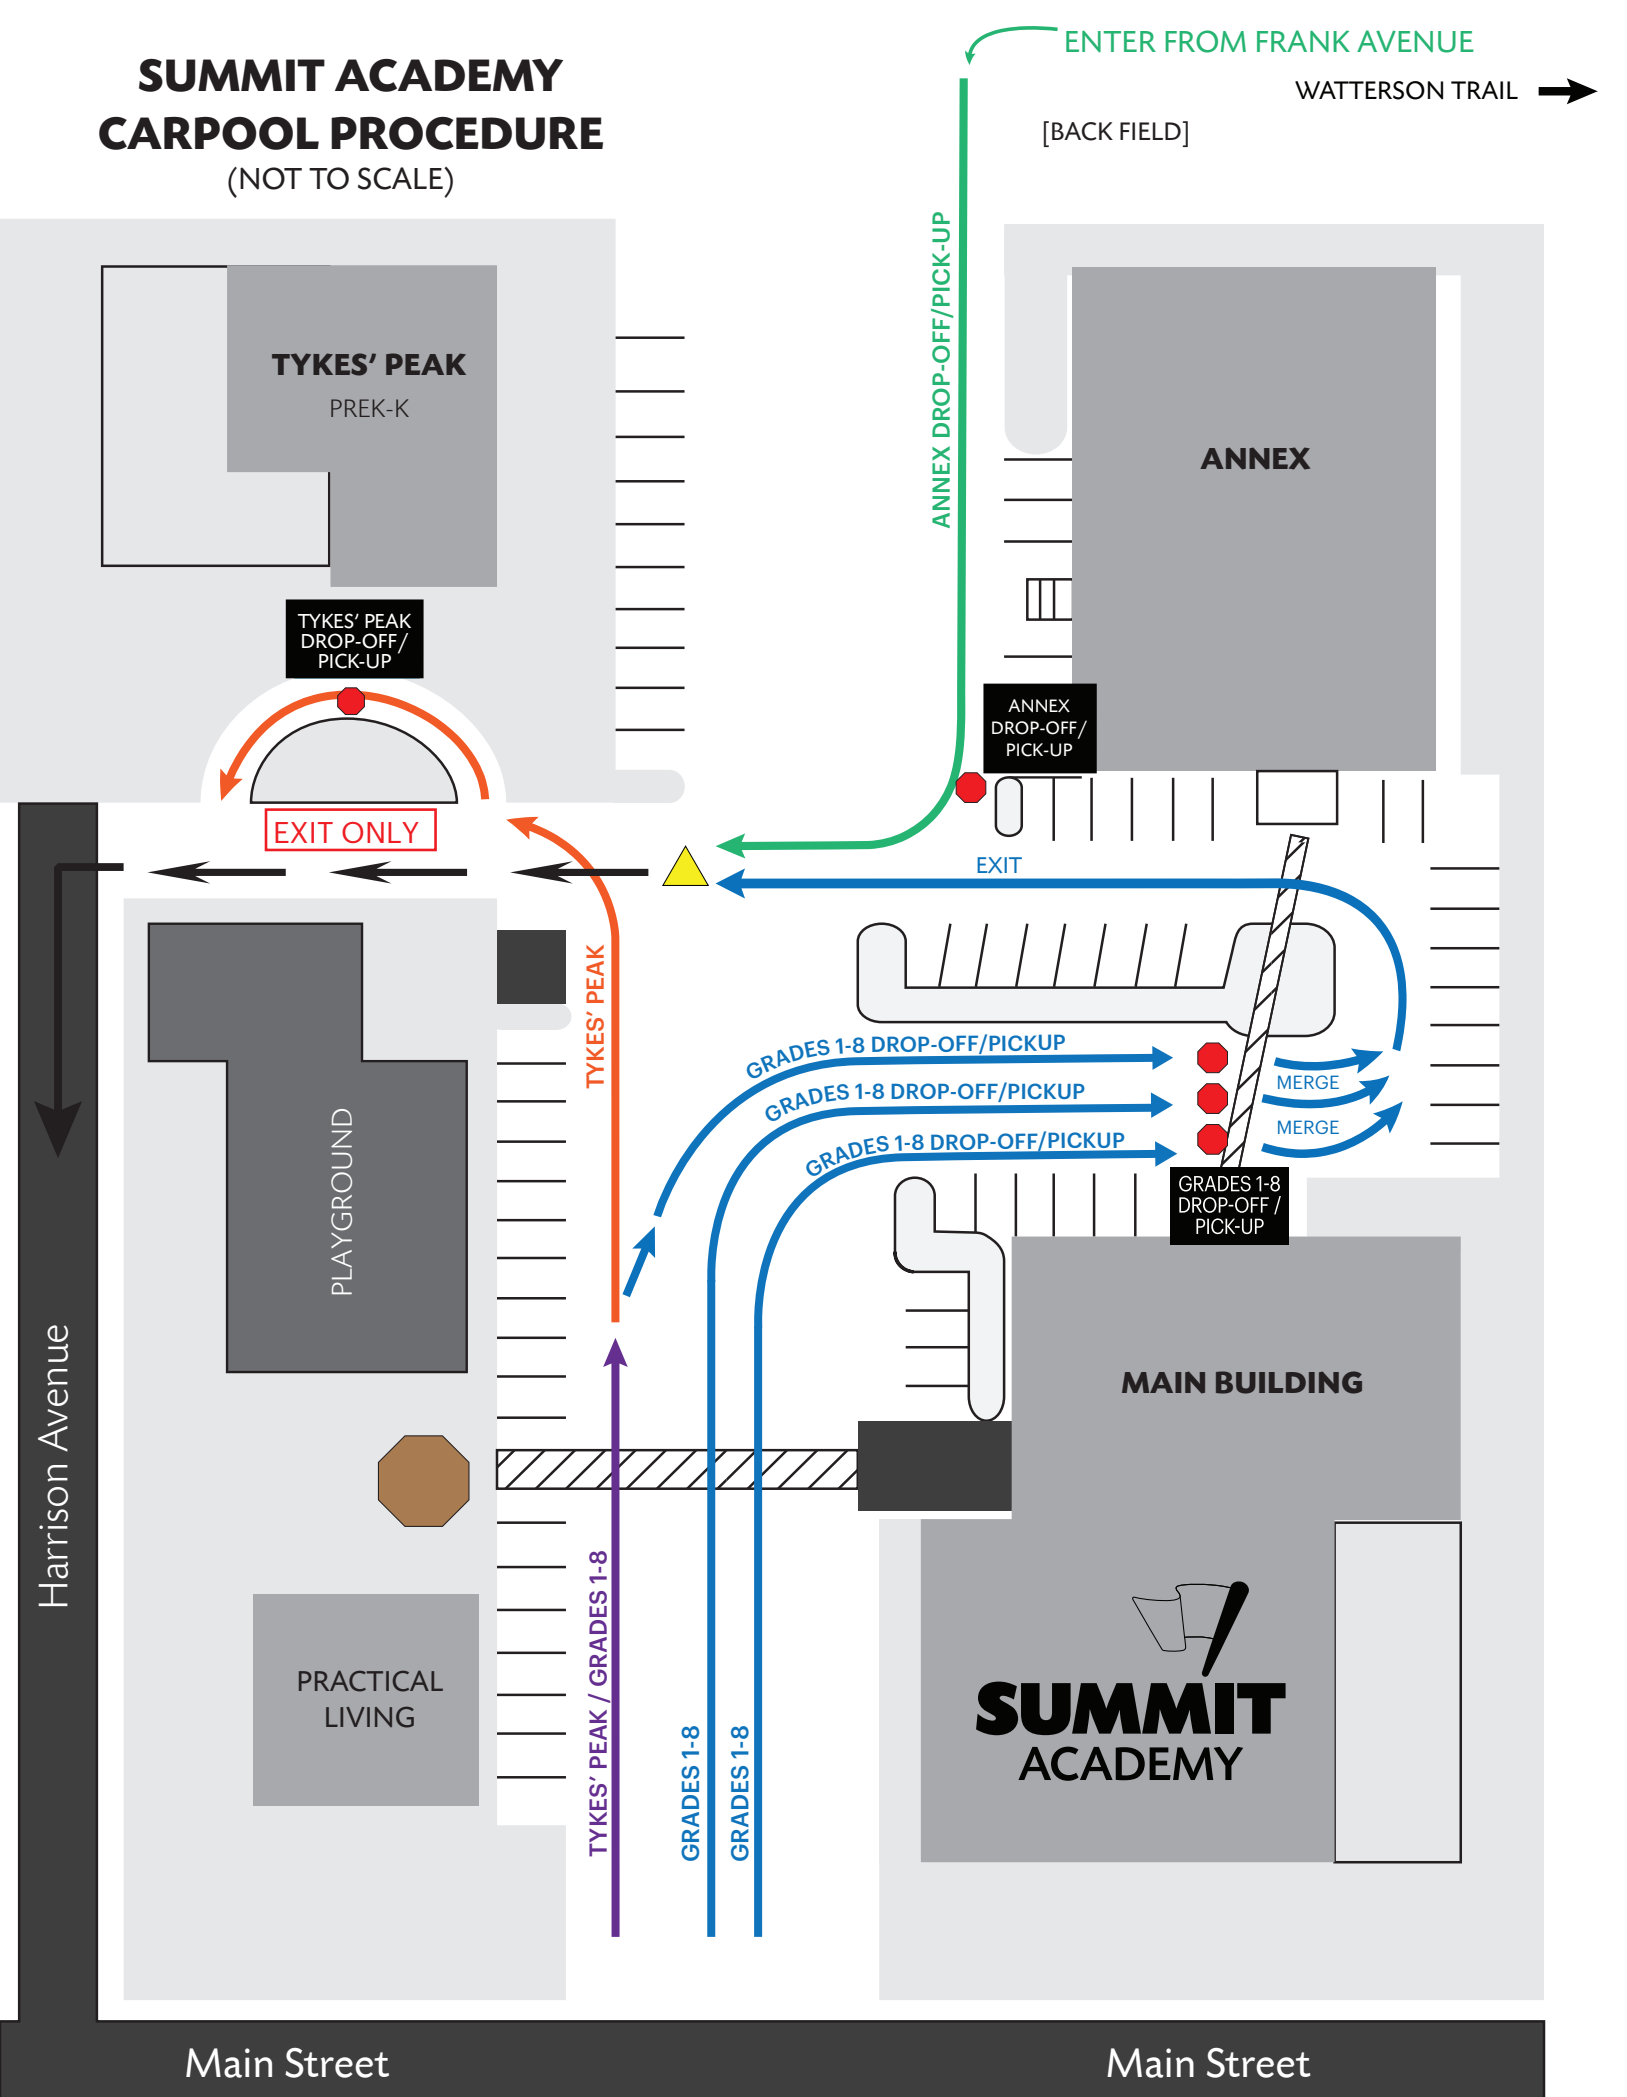 ENTER FROM FRANK AVENUE
SUMMIT ACADEMY
CARPOOL PROCEDURE
(NOT TO SCALE)
WATTERSON TRAIL
[BACK FIELD]
ANNEX DROP-OFF/PICK-UP
TYKES’ PEAK
PREK-K
ANNEX
TYKES’ PEAK
DROP-OFF/
PICK-UP
ANNEX
DROP-OFF/
PICK-UP
EXIT ONLY
EXIT
TYKES’ PEAK
GRADES 1-8 DROP-OFF/PICKUP
GRADES 1-8 DROP-OFF/PICKUP
GRADES 1-8 DROP-OFF/PICKUP
MERGE
MERGE
GRADES 1-8
DROP-OFF /
PICK-UP
PLAYGROUND
Harrison Avenue
MAIN BUILDING
PRACTICAL
LIVING
TYKES’ PEAK / GRADES 1-8
GRADES 1-8
GRADES 1-8
SUMMIT
ACADEMY
Main Street
Main Street